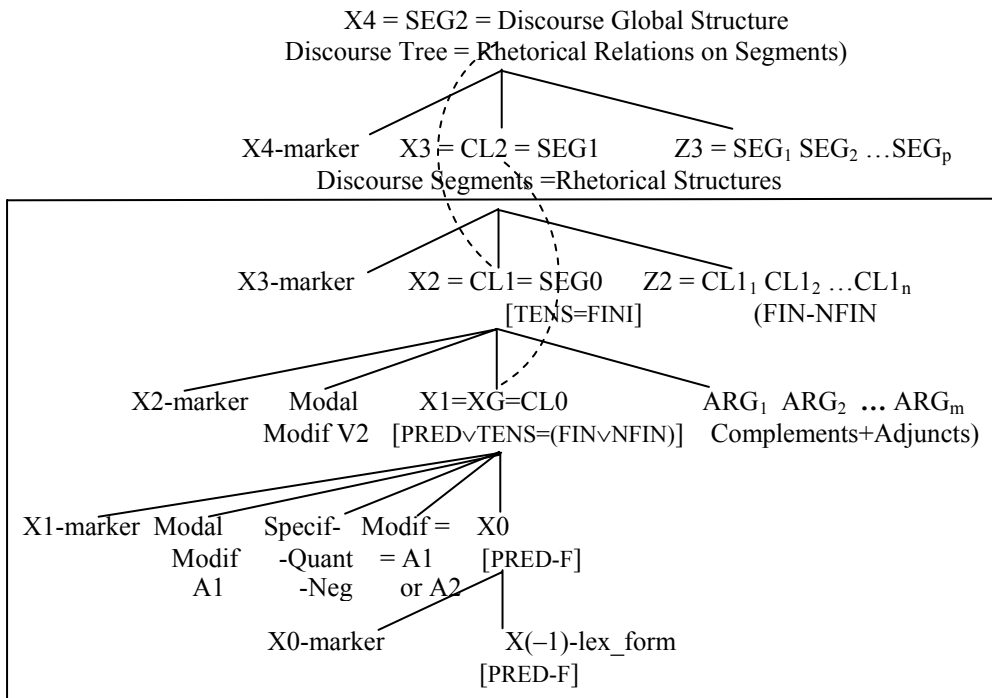 X4 = SEG2 = Discourse Global Structure
Discourse Tree = Rhetorical Relations on Segments)
X4-marker X3 = CL2 = SEG1 Z3 = SEG₁ SEG₂ …SEGₚ
Discourse Segments =Rhetorical Structures
X3-marker X2 = CL1= SEG0 Z2 = CL1₁ CL1₂ …CL1ₙ
[TENS=FINI] (FIN-NFIN
X2-marker Modal X1=XG=CL0 ARG₁ ARG₂ … ARGₘ
Modif V2 [PRED∨TENS=(FIN∨NFIN)] Complements+Adjuncts)
X1-marker Modal Specif- Modif = X0
Modif -Quant = A1 [PRED-F]
A1 -Neg or A2
X0-marker X(–1)-lex_form
[PRED-F]